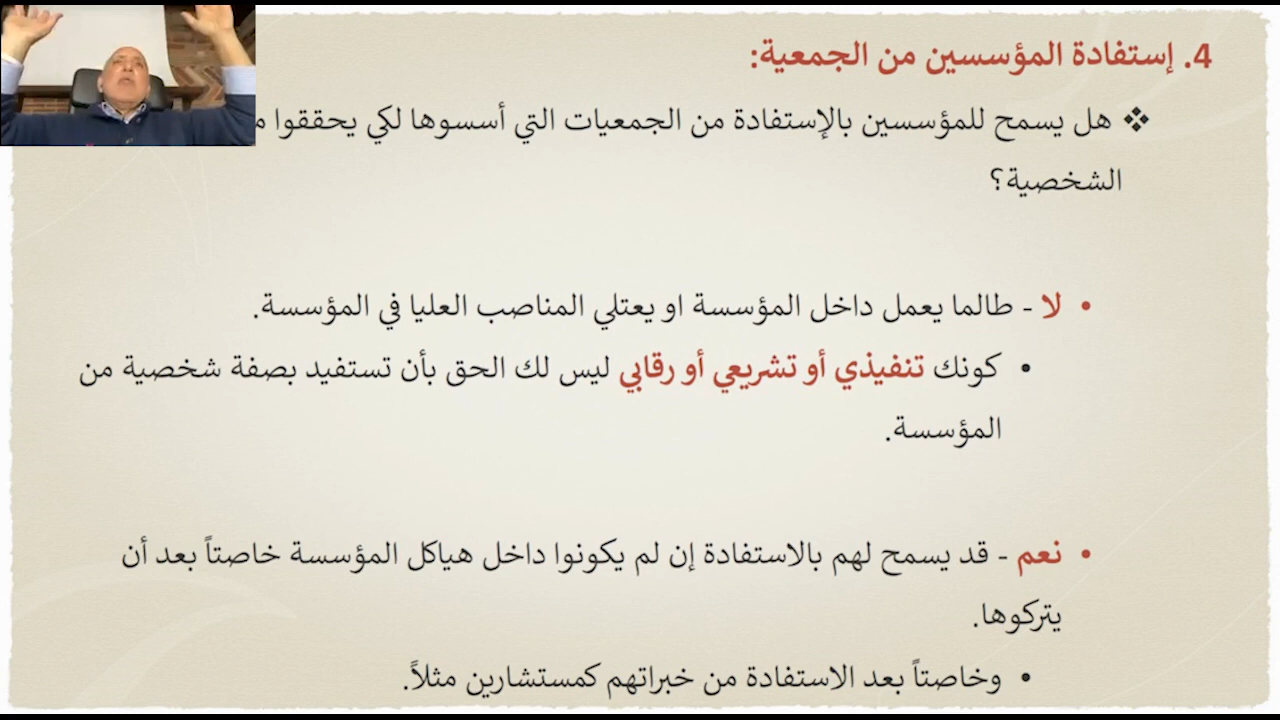 4. إستفادة المؤسسين من الجمعية:
❖ هل يسمح للمؤسسين بالإستفادة من الجمعيات التي أسسوها لكي يحققوا
الشخصية؟
• لا - طالما يعمل داخل المؤسسة او يعتلي المناصب العليا في المؤسسة.
• كونك تنفيذي أو تشريعي أو رقابي ليس لك الحق بأن تستفيد بصفة شخصية من
المؤسسة.
• نعم - قد يسمح لهم بالاستفادة إن لم يكونوا داخل هياكل المؤسسة خاصتاً بعد أن
يتركوها.
• وخاصتاً بعد الاستفادة من خبراتهم كمستشارين مثلاً.